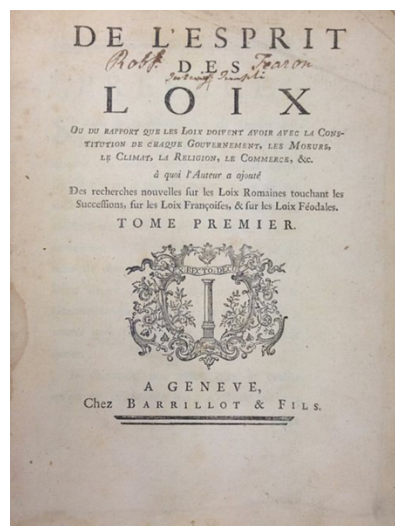 DE L'ESPRIT
DES
LOIX
OU DU RAPPORT QUE LES LOIX DOIVENT AVOIR AVEC LA CONS-
TITUTION DE CHAQUE GOUVERNEMENT, LES MOEURS,
LE CLIMAT, LA RELIGION, LE COMMERCE, &c.
à quoi l'Auteur a ajouté
Des recherches nouvelles sur les Loix Romaines touchant les
Successions, sur les Loix Françoises, & sur les Loix Féodales.
TOME PREMIER.
A GENEVE,
Chez BARRILLOT & FILS.